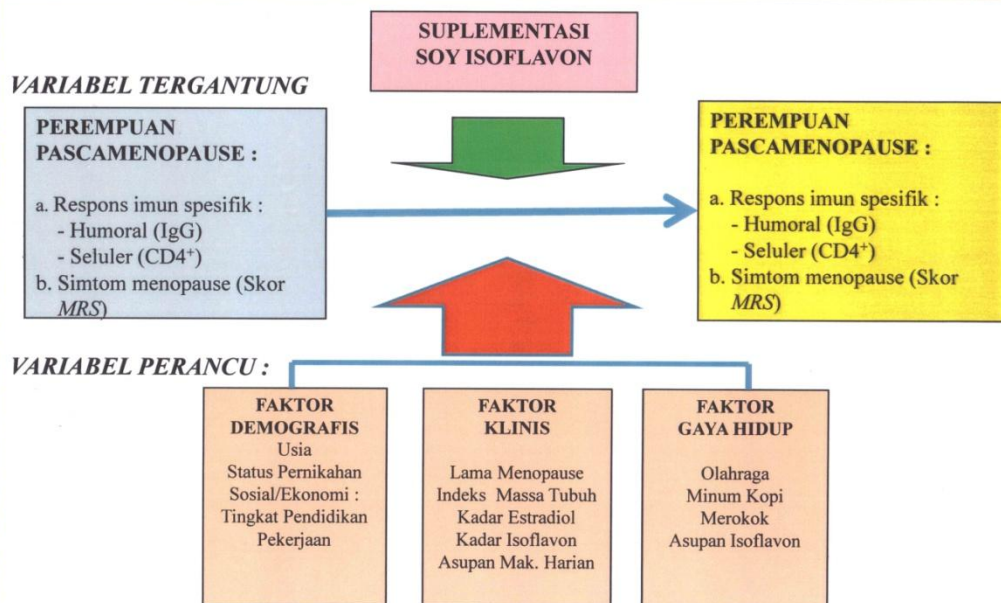 SUPLEMENTASI
SOY ISOFLAVON
VARIABEL TERGANTUNG
PEREMPUAN
PASCAMENOPAUSE :
a. Respons imun spesifik :
- Humoral (IgG)
- Seluler (CD4⁺)
b. Simtom menopause (Skor
MRS)
PEREMPUAN
PASCAMENOPAUSE :
a. Respons imun spesifik :
- Humoral (IgG)
- Seluler (CD4⁺)
b. Simtom menopause (Skor
MRS)
VARIABEL PERANCU :
FAKTOR
DEMOGRAFIS
Usia
Status Pernikahan
Sosial/Ekonomi :
Tingkat Pendidikan
Pekerjaan
FAKTOR
KLINIS
Lama Menopause
Indeks Massa Tubuh
Kadar Estradiol
Kadar Isoflavon
Asupan Mak. Harian
FAKTOR
GAYA HIDUP
Olahraga
Minum Kopi
Merokok
Asupan Isoflavon